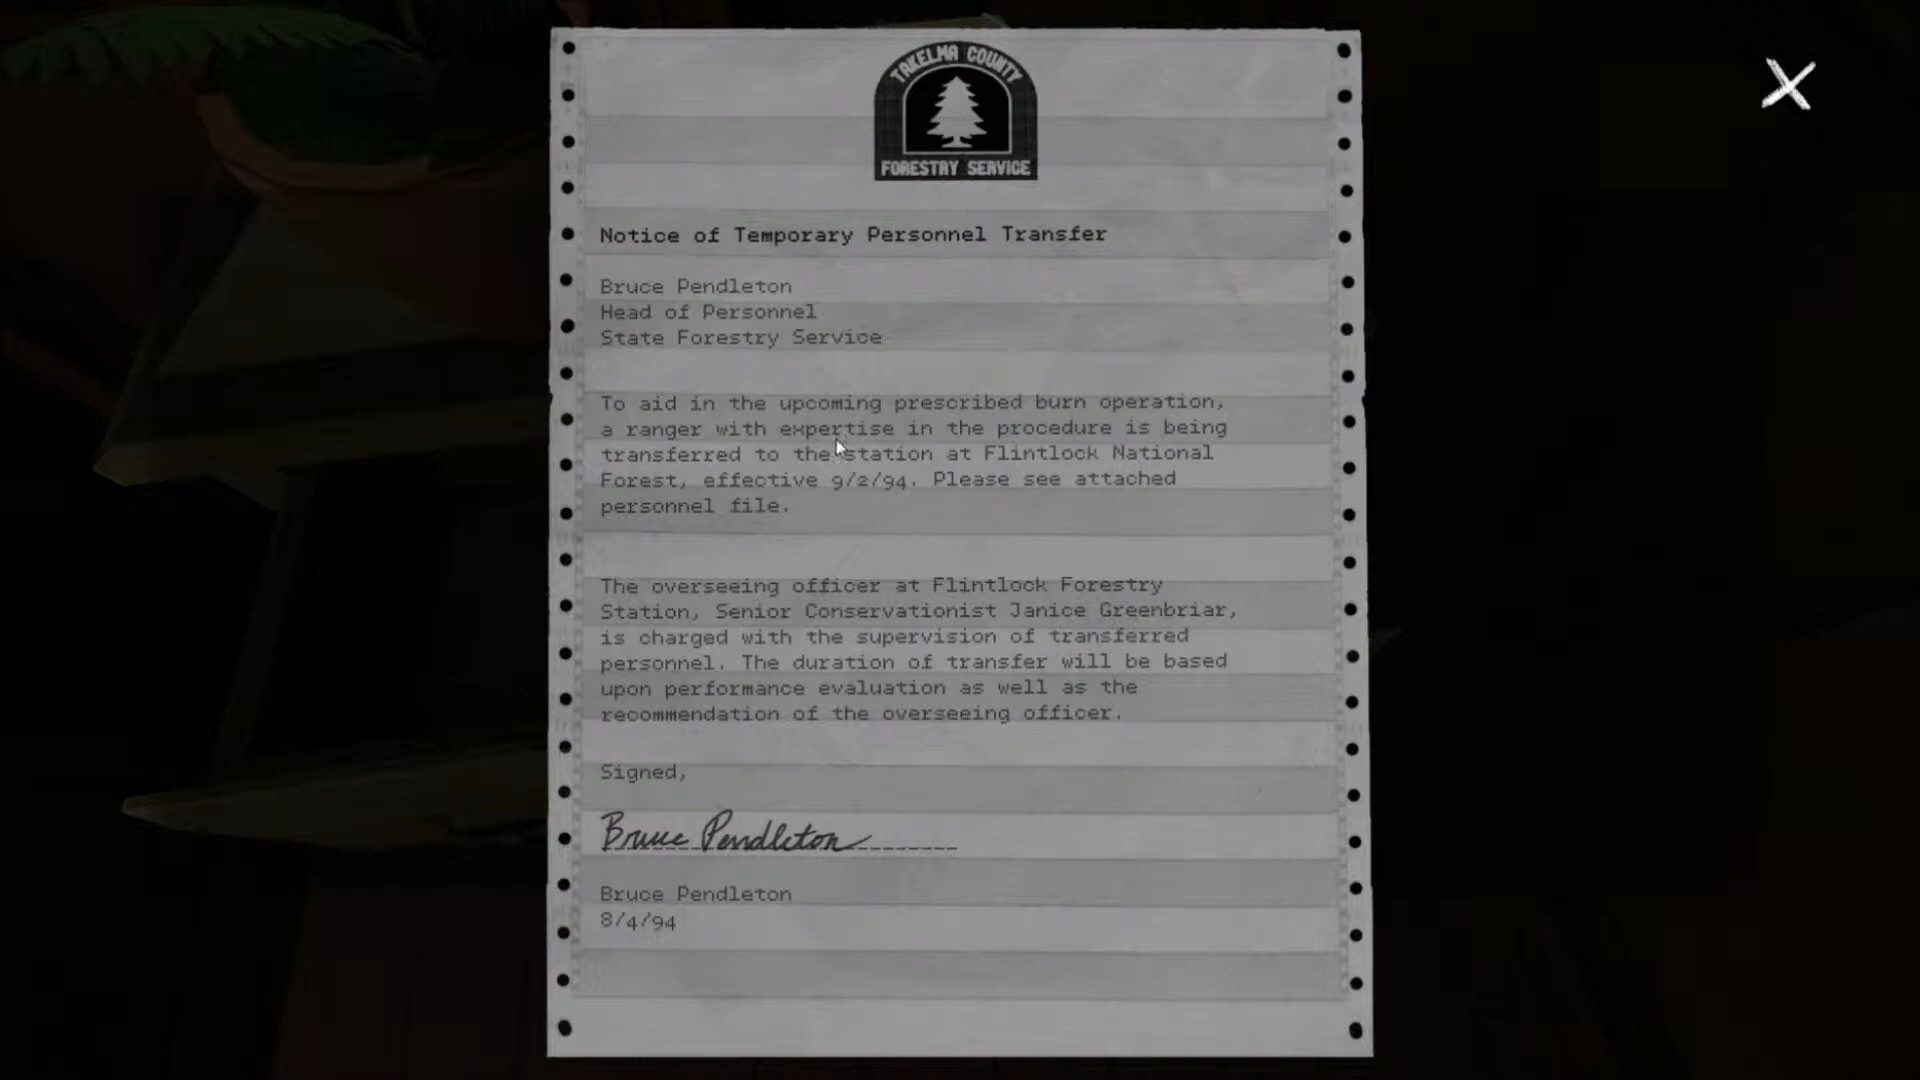 TAKELMA COUNTY
FORESTRY SERVICE
Notice of Temporary Personnel Transfer
Bruce Pendleton
Head of Personnel
State Forestry Service
To aid in the upcoming prescribed burn operation,
a ranger with expertise in the procedure is being
transferred to the station at Flintlock National
Forest, effective 9/2/94. Please see attached
personnel file.
The overseeing officer at Flintlock Forestry
Station, Senior Conservationist Janice Greenbriar,
is charged with the supervision of transferred
personnel. The duration of transfer will be based
upon performance evaluation as well as the
recommendation of the overseeing officer.
Signed,
Bruce Pendleton
Bruce Pendleton
8/4/94